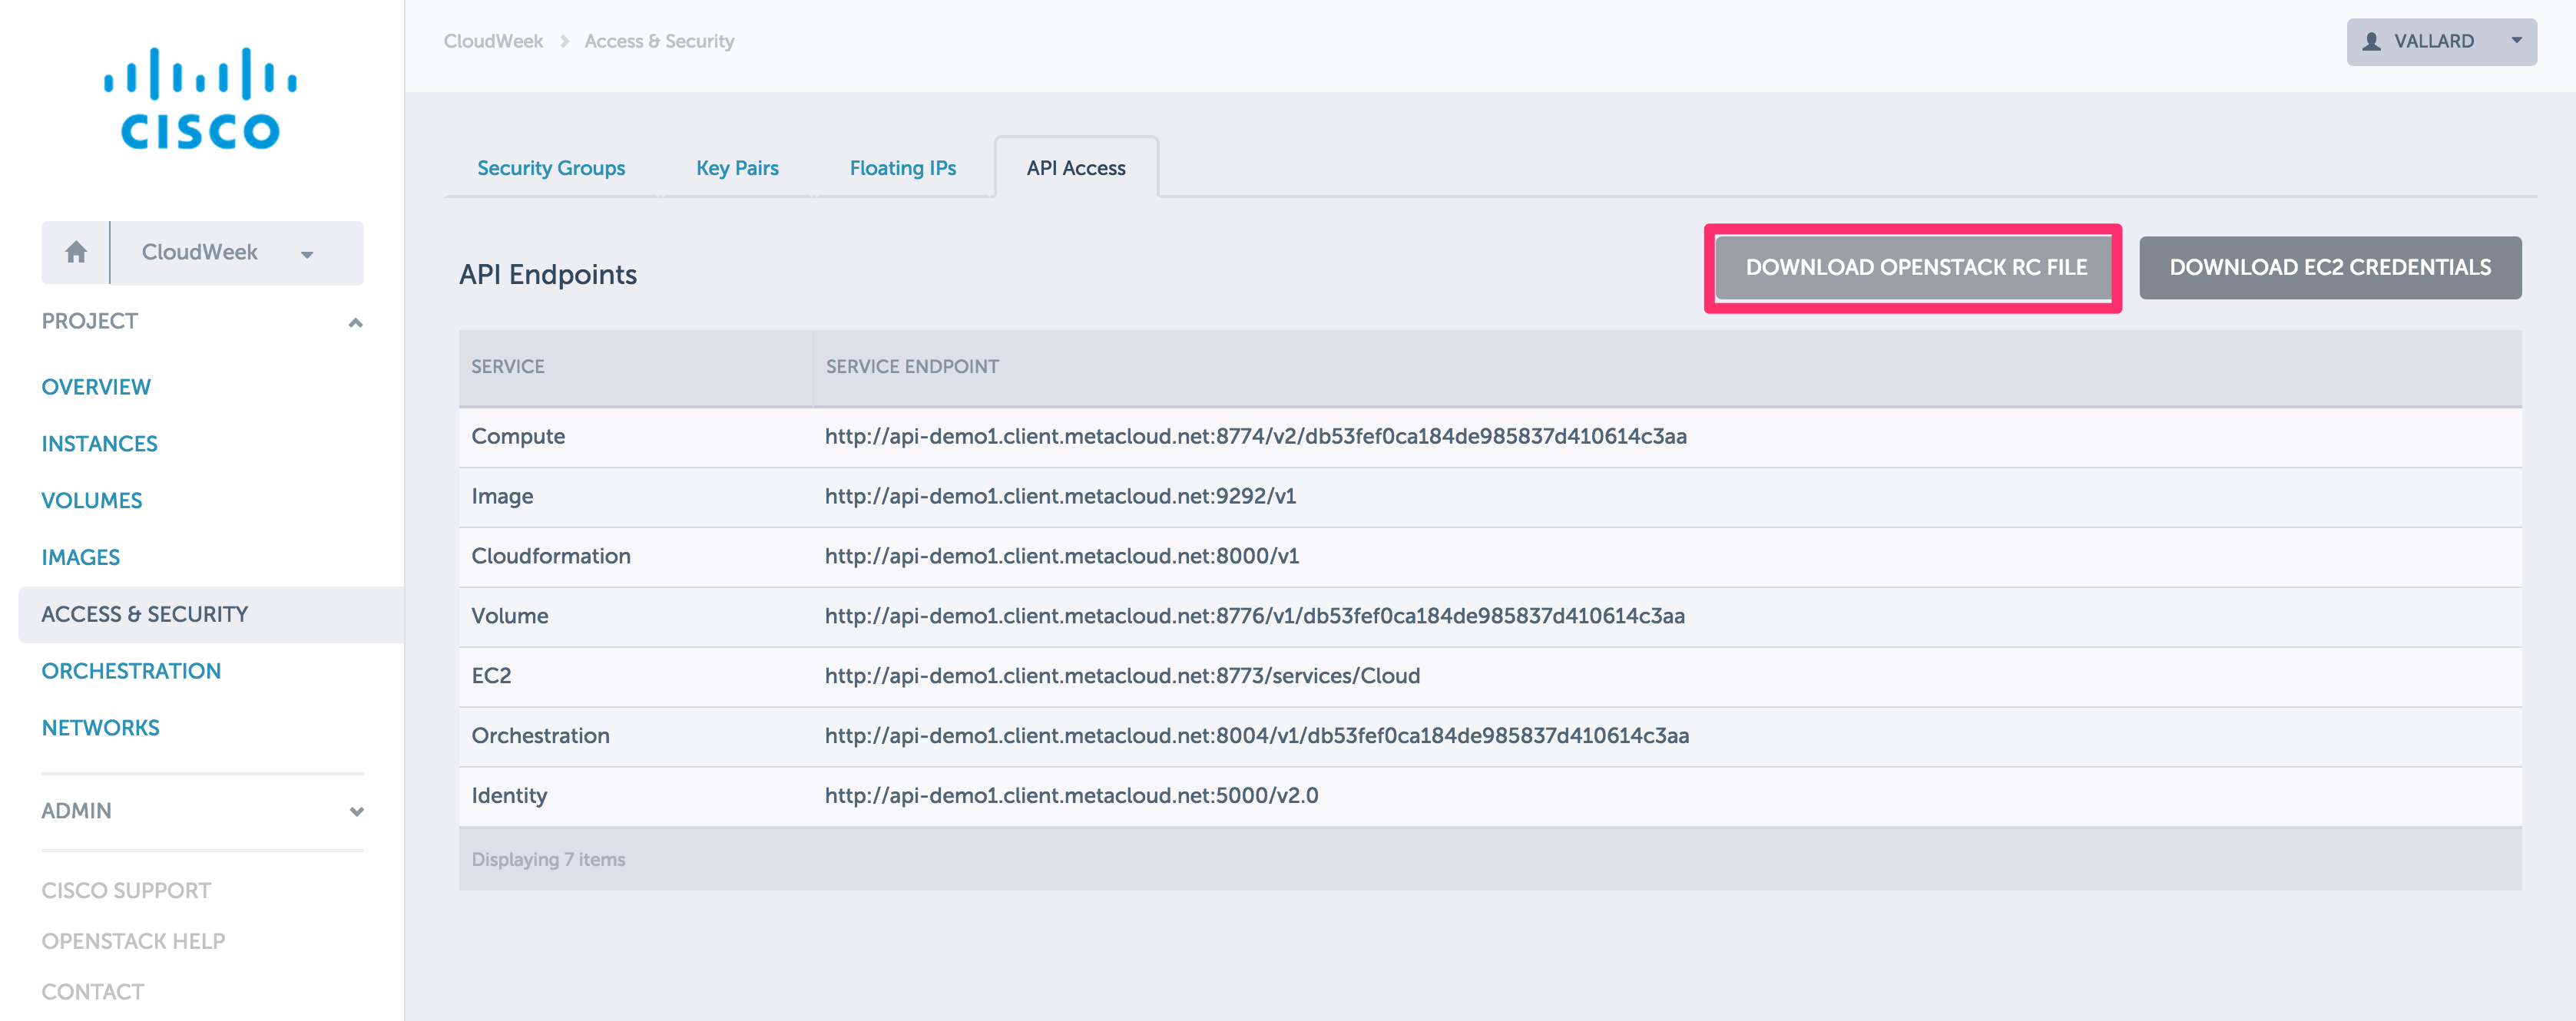 CISCO
CloudWeek
PROJECT
OVERVIEW
INSTANCES
VOLUMES
IMAGES
ACCESS & SECURITY
ORCHESTRATION
NETWORKS
ADMIN
CISCO SUPPORT
OPENSTACK HELP
CONTACT
CloudWeek Access & Security
VALLARD
Security Groups Key Pairs Floating IPs API Access
API Endpoints
DOWNLOAD OPENSTACK RC FILE DOWNLOAD EC2 CREDENTIALS
SERVICE SERVICE ENDPOINT
Compute http://api-demo1.client.metacloud.net:8774/v2/db53fef0ca184de985837d410614c3aa
Image http://api-demo1.client.metacloud.net:9292/v1
Cloudformation http://api-demo1.client.metacloud.net:8000/v1
Volume http://api-demo1.client.metacloud.net:8776/v1/db53fef0ca184de985837d410614c3aa
EC2 http://api-demo1.client.metacloud.net:8773/services/Cloud
Orchestration http://api-demo1.client.metacloud.net:8004/v1/db53fef0ca184de985837d410614c3aa
Identity http://api-demo1.client.metacloud.net:5000/v2.0
Displaying 7 items